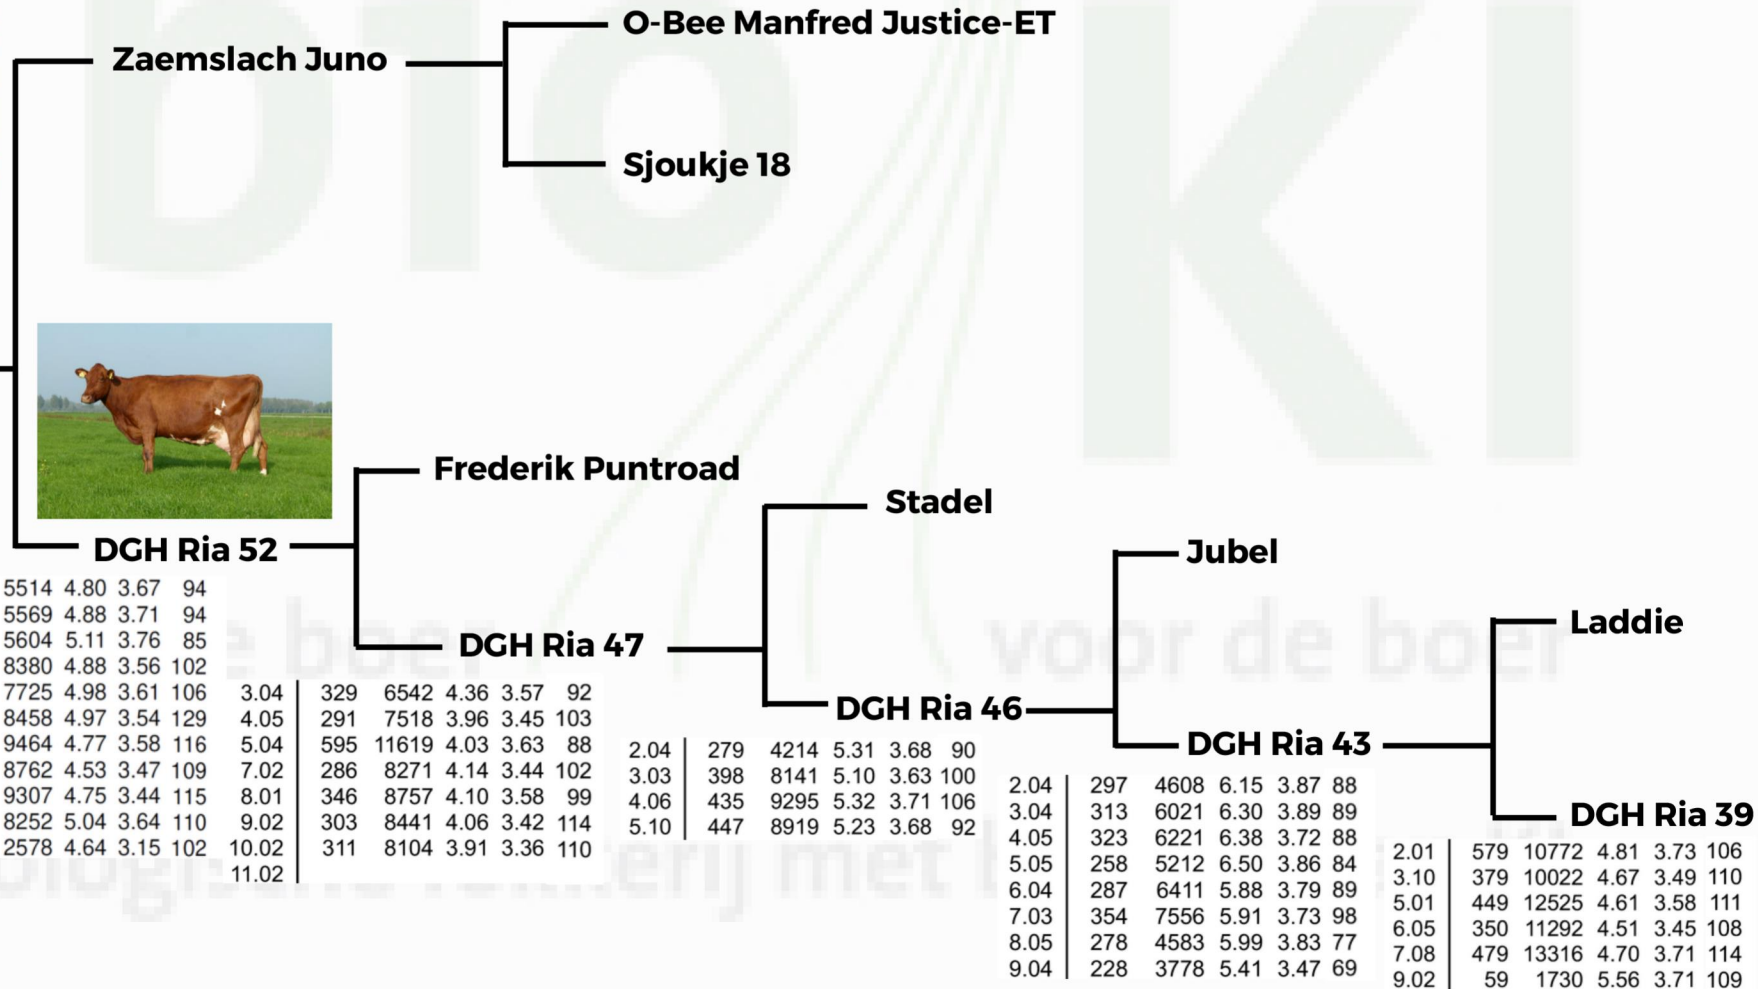 bio KI
O-Bee Manfred Justice-ET
Zaemslach Juno
Sjoukje 18
Frederik Puntroad
Stadel
DGH Ria 52
Jubel
5514 4.80 3.67 94
5569 4.88 3.71 94
5604 5.11 3.76 85
8380 4.88 3.56 102
7725 4.98 3.61 106
8458 4.97 3.54 129
9464 4.77 3.58 116
8762 4.53 3.47 109
9307 4.75 3.44 115
8252 5.04 3.64 110
2578 4.64 3.15 102
DGH Ria 47
3.04 329 6542 4.36 3.57 92
4.05 291 7518 3.96 3.45 103
5.04 595 11619 4.03 3.63 88
7.02 286 8271 4.14 3.44 102
8.01 346 8757 4.10 3.58 99
9.02 303 8441 4.06 3.42 114
10.02 311 8104 3.91 3.36 110
11.02
DGH Ria 46
2.04 279 4214 5.31 3.68 90
3.03 398 8141 5.10 3.63 100
4.06 435 9295 5.32 3.71 106
5.10 447 8919 5.23 3.68 92
Laddie
DGH Ria 43
2.04 297 4608 6.15 3.87 88
3.04 313 6021 6.30 3.89 89
4.05 323 6221 6.38 3.72 88
5.05 258 5212 6.50 3.86 84
6.04 287 6411 5.88 3.79 89
7.03 354 7556 5.91 3.73 98
8.05 278 4583 5.99 3.83 77
9.04 228 3778 5.41 3.47 69
DGH Ria 39
2.01 579 10772 4.81 3.73 106
3.10 379 10022 4.67 3.49 110
5.01 449 12525 4.61 3.58 111
6.05 350 11292 4.51 3.45 108
7.08 479 13316 4.70 3.71 114
9.02 59 1730 5.56 3.71 109
boer voor de boer
met